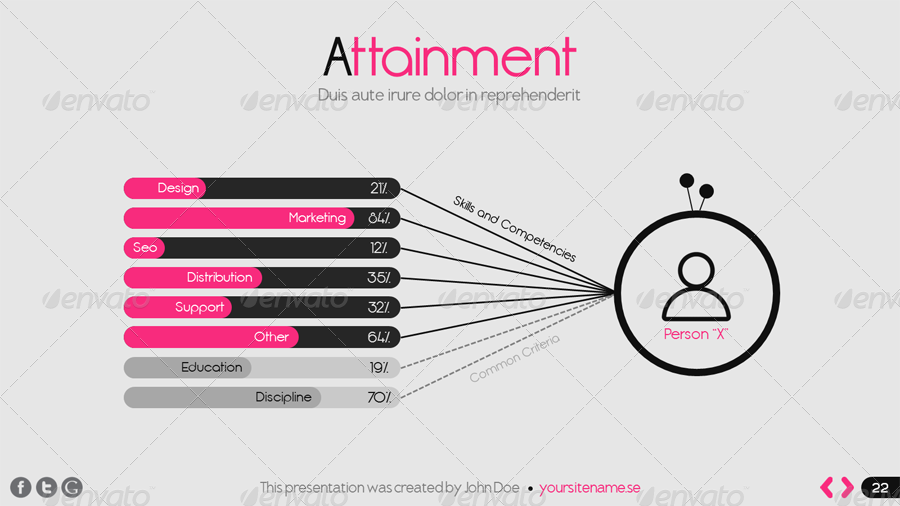 Attainment
Duis aute irure dolor in reprehenderit
Design 21%
Marketing 84%
Seo 12%
Distribution 35%
Support 32%
Other 64%
Education 19%
Discipline 70%
Skills and Competencies
Common Criteria
Person "X"
This presentation was created by John Doe • yoursitename.se
22
envato